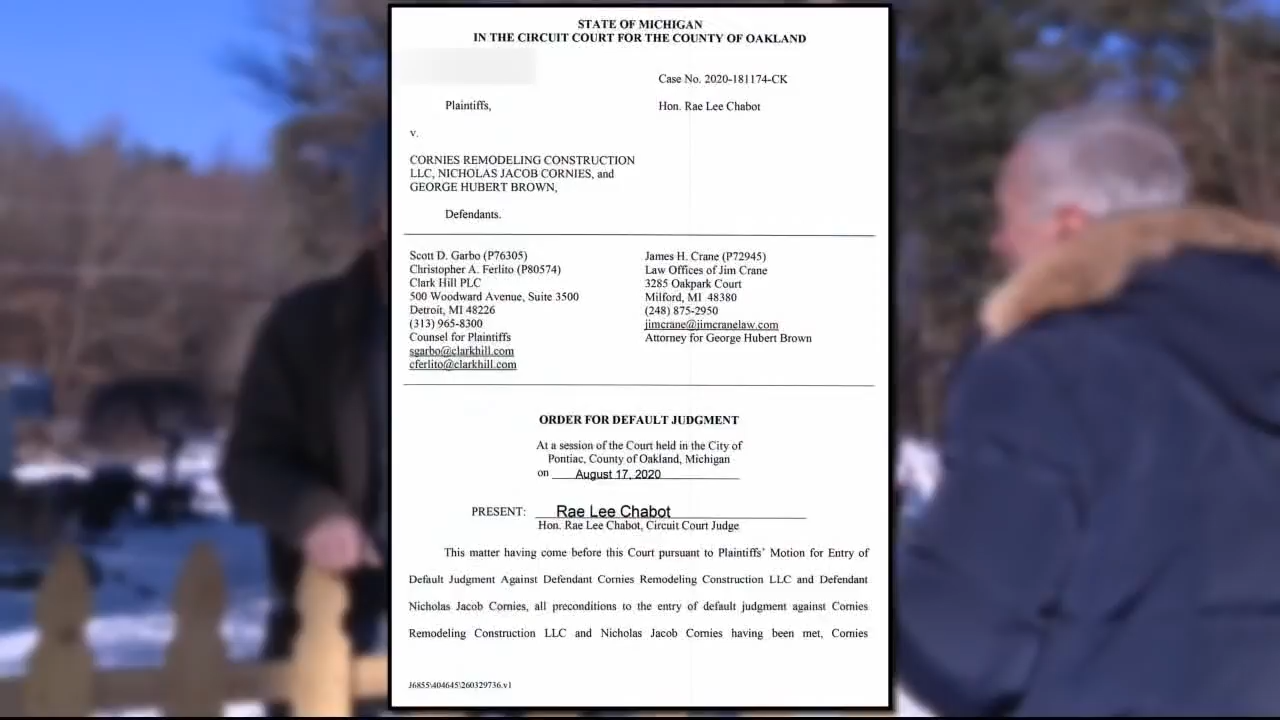 STATE OF MICHIGAN
IN THE CIRCUIT COURT FOR THE COUNTY OF OAKLAND
Case No. 2020-181174-CK
Plaintiffs,
Hon. Rae Lee Chabot
v.
CORNIES REMODELING CONSTRUCTION
LLC, NICHOLAS JACOB CORNIES, and
GEORGE HUBERT BROWN,
Defendants.
Scott D. Garbo (P76305)
Christopher A. Ferlito (P80574)
Clark Hill PLC
500 Woodward Avenue, Suite 3500
Detroit, MI 48226
(313) 965-8300
Counsel for Plaintiffs
sgarbo@clarkhill.com
cferlito@clarkhill.com
James H. Crane (P72945)
Law Offices of Jim Crane
3285 Oakpark Court
Milford, MI 48380
(248) 875-2950
jimcrane@jimcranelaw.com
Attorney for George Hubert Brown
ORDER FOR DEFAULT JUDGMENT
At a session of the Court held in the City of
Pontiac, County of Oakland, Michigan
on August 17, 2020
PRESENT: Rae Lee Chabot
Hon. Rae Lee Chabot, Circuit Court Judge
This matter having come before this Court pursuant to Plaintiffs' Motion for Entry of
Default Judgment Against Defendant Cornies Remodeling Construction LLC and Defendant
Nicholas Jacob Cornies, all preconditions to the entry of default judgment against Cornies
Remodeling Construction LLC and Nicholas Jacob Cornies having been met, Cornies
J6855\404645\260329736.v1